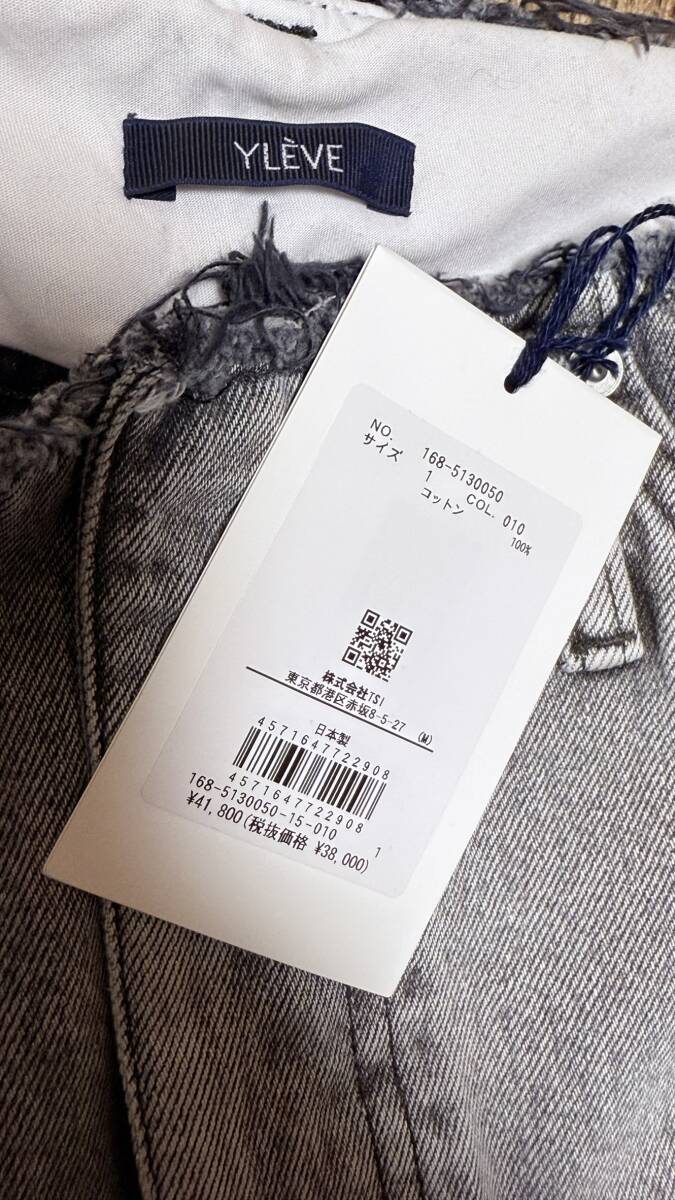 YLÈVE
NO. 168-5130050
サイズ 1 COL. 010
コットン 100%
株式会社TSI
東京都港区赤坂8-5-27 (M)
日本製
4571647722908
4571647722908
168-5130050-15-010 1
¥41,800(税抜価格 ¥38,000)